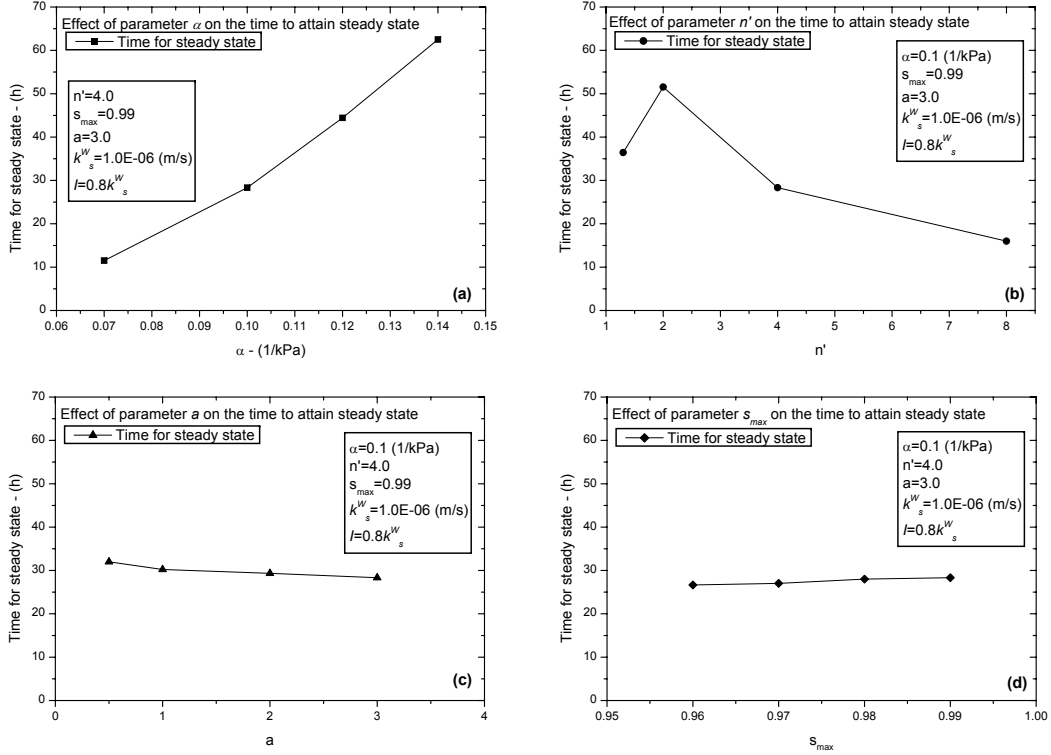 Effect of parameter α on the time to attain steady state
Time for steady state
n'=4.0
s_max=0.99
a=3.0
k^W_s=1.0E-06 (m/s)
I=0.8k^W_s
(a)
Time for steady state - (h)
70
60
50
40
30
20
10
0
0.06 0.07 0.08 0.09 0.10 0.11 0.12 0.13 0.14 0.15
α - (1/kPa)
Effect of parameter n' on the time to attain steady state
Time for steady state
α=0.1 (1/kPa)
s_max=0.99
a=3.0
k^W_s=1.0E-06 (m/s)
I=0.8k^W_s
(b)
Time for steady state - (h)
70
60
50
40
30
20
10
0
1 2 3 4 5 6 7 8
n'
Effect of parameter a on the time to attain steady state
Time for steady state
α=0.1 (1/kPa)
n'=4.0
s_max=0.99
k^W_s=1.0E-06 (m/s)
I=0.8k^W_s
(c)
Time for steady state - (h)
70
60
50
40
30
20
10
0
0 1 2 3 4
a
Effect of parameter s_max on the time to attain steady state
Time for steady state
α=0.1 (1/kPa)
n'=4.0
a=3.0
k^W_s=1.0E-06 (m/s)
I=0.8k^W_s
(d)
Time for steady state - (h)
70
60
50
40
30
20
10
0
0.95 0.96 0.97 0.98 0.99 1.00
s_max